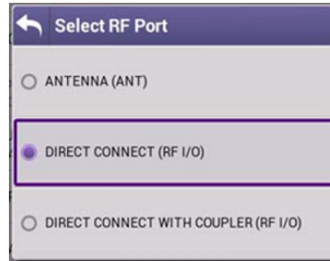 Select RF Port
ANTENNA (ANT)
DIRECT CONNECT (RF I/O)
DIRECT CONNECT WITH COUPLER (RF I/O)